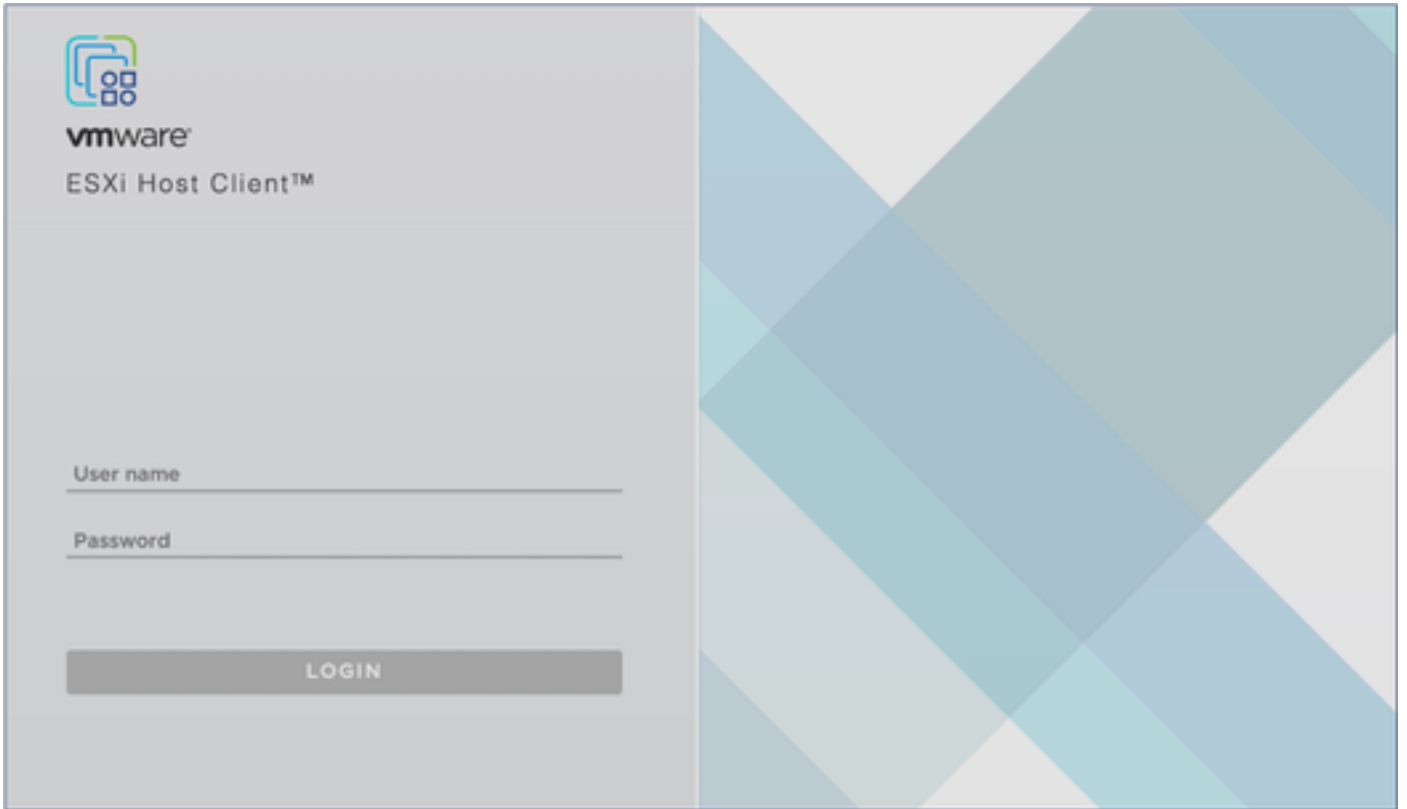 vmware®
ESXi Host Client™
User name
Password
LOGIN